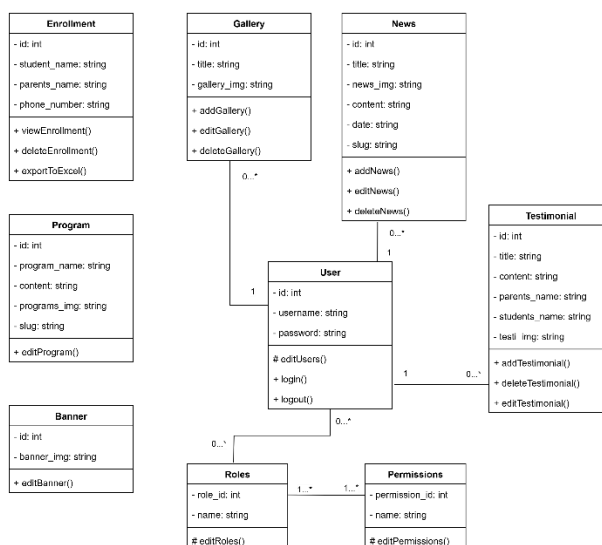 Enrollment
- id: int
- student_name: string
- parents_name: string
- phone_number: string
+ viewEnrollment()
+ deleteEnrollment()
+ exportToExcel()
Gallery
- id: int
- title: string
- gallery_img: string
+ addGallery()
+ editGallery()
+ deleteGallery()
0...*
News
- id: int
- title: string
- news_img: string
- content: string
- date: string
- slug: string
+ addNews()
+ editNews()
+ deleteNews()
0...*
1
Program
- id: int
- program_name: string
- content: string
- programs_img: string
- slug: string
+ editProgram()
1
User
- id: int
- username: string
- password: string
# editUsers()
+ login()
+ logout()
0...*
1
0...*
Testimonial
- id: int
- title: string
- content: string
- parents_name: string
- students_name: string
- testi_img: string
+ addTestimonial()
+ deleteTestimonial()
+ editTestimonial()
Banner
- id: int
- banner_img: string
+ editBanner()
0...*
Roles
- role_id: int
- name: string
# editRoles()
1...*
1...*
Permissions
- permission_id: int
- name: string
# editPermissions()